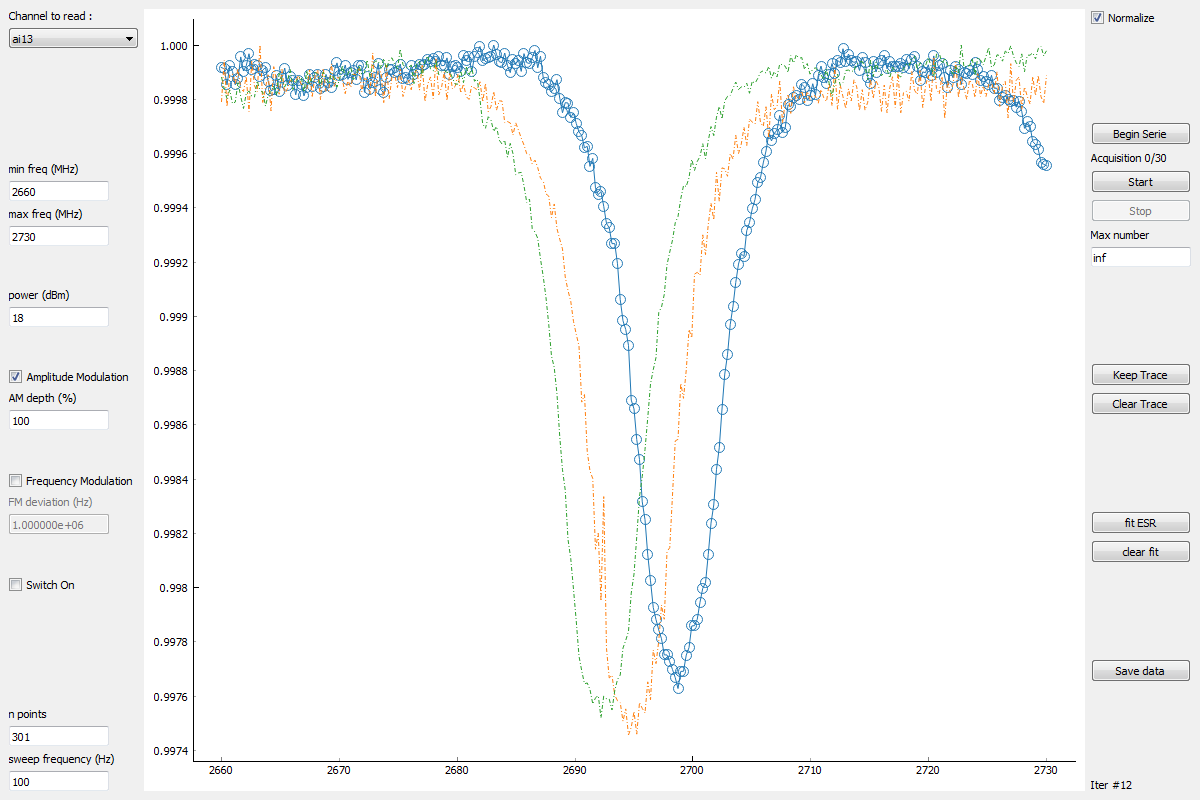 Channel to read :
ai13
min freq (MHz)
2660
max freq (MHz)
2730
power (dBm)
18
Amplitude Modulation
AM depth (%)
100
Frequency Modulation
FM deviation (Hz)
1.000000e+06
Switch On
n points
301
sweep frequency (Hz)
100
1.000
0.9998
0.9996
0.9994
0.9992
0.999
0.9988
0.9986
0.9984
0.9982
0.998
0.9978
0.9976
0.9974
2660 2670 2680 2690 2700 2710 2720 2730
Normalize
Begin Serie
Acquisition 0/30
Start
Stop
Max number
inf
Keep Trace
Clear Trace
fit ESR
clear fit
Save data
Iter #12